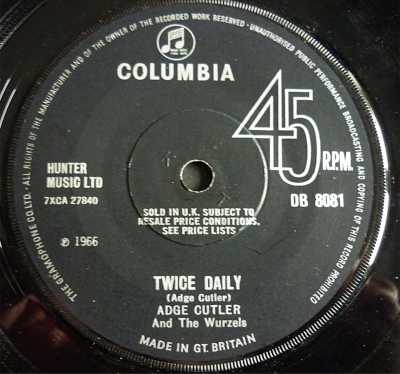 THE GRAMOPHONE CO. LTD. - ALL RIGHTS OF THE MANUFACTURER AND OF THE OWNER OF THE RECORDED WORK RESERVED - UNAUTHORISED PUBLIC PERFORMANCE BROADCASTING AND COPYING OF THIS RECORD PROHIBITED
COLUMBIA
45
R.P.M.
HUNTER
MUSIC LTD
7XCA 27840
DB 8081
SOLD IN U.K. SUBJECT TO
RESALE PRICE CONDITIONS,
SEE PRICE LISTS
℗ 1966
TWICE DAILY
(Adge Cutler)
ADGE CUTLER
And The Wurzels
MADE IN GT. BRITAIN